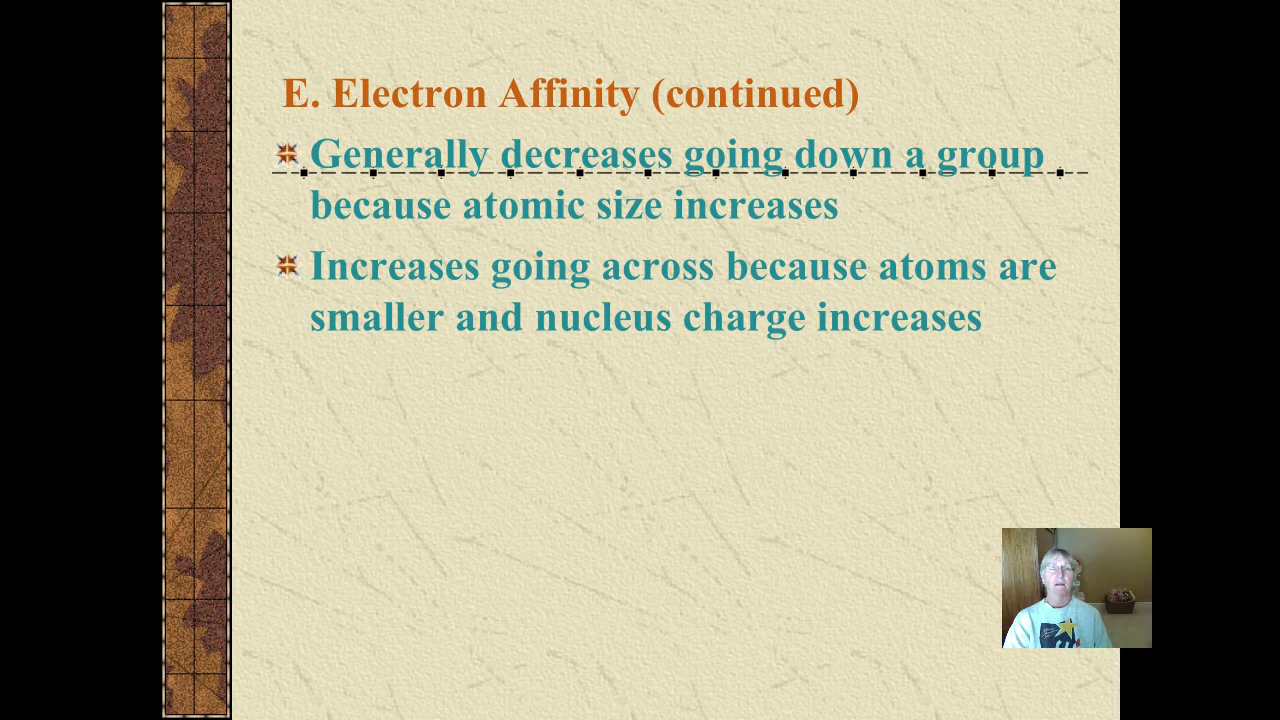 E. Electron Affinity (continued)
Generally decreases going down a group
because atomic size increases
Increases going across because atoms are
smaller and nucleus charge increases